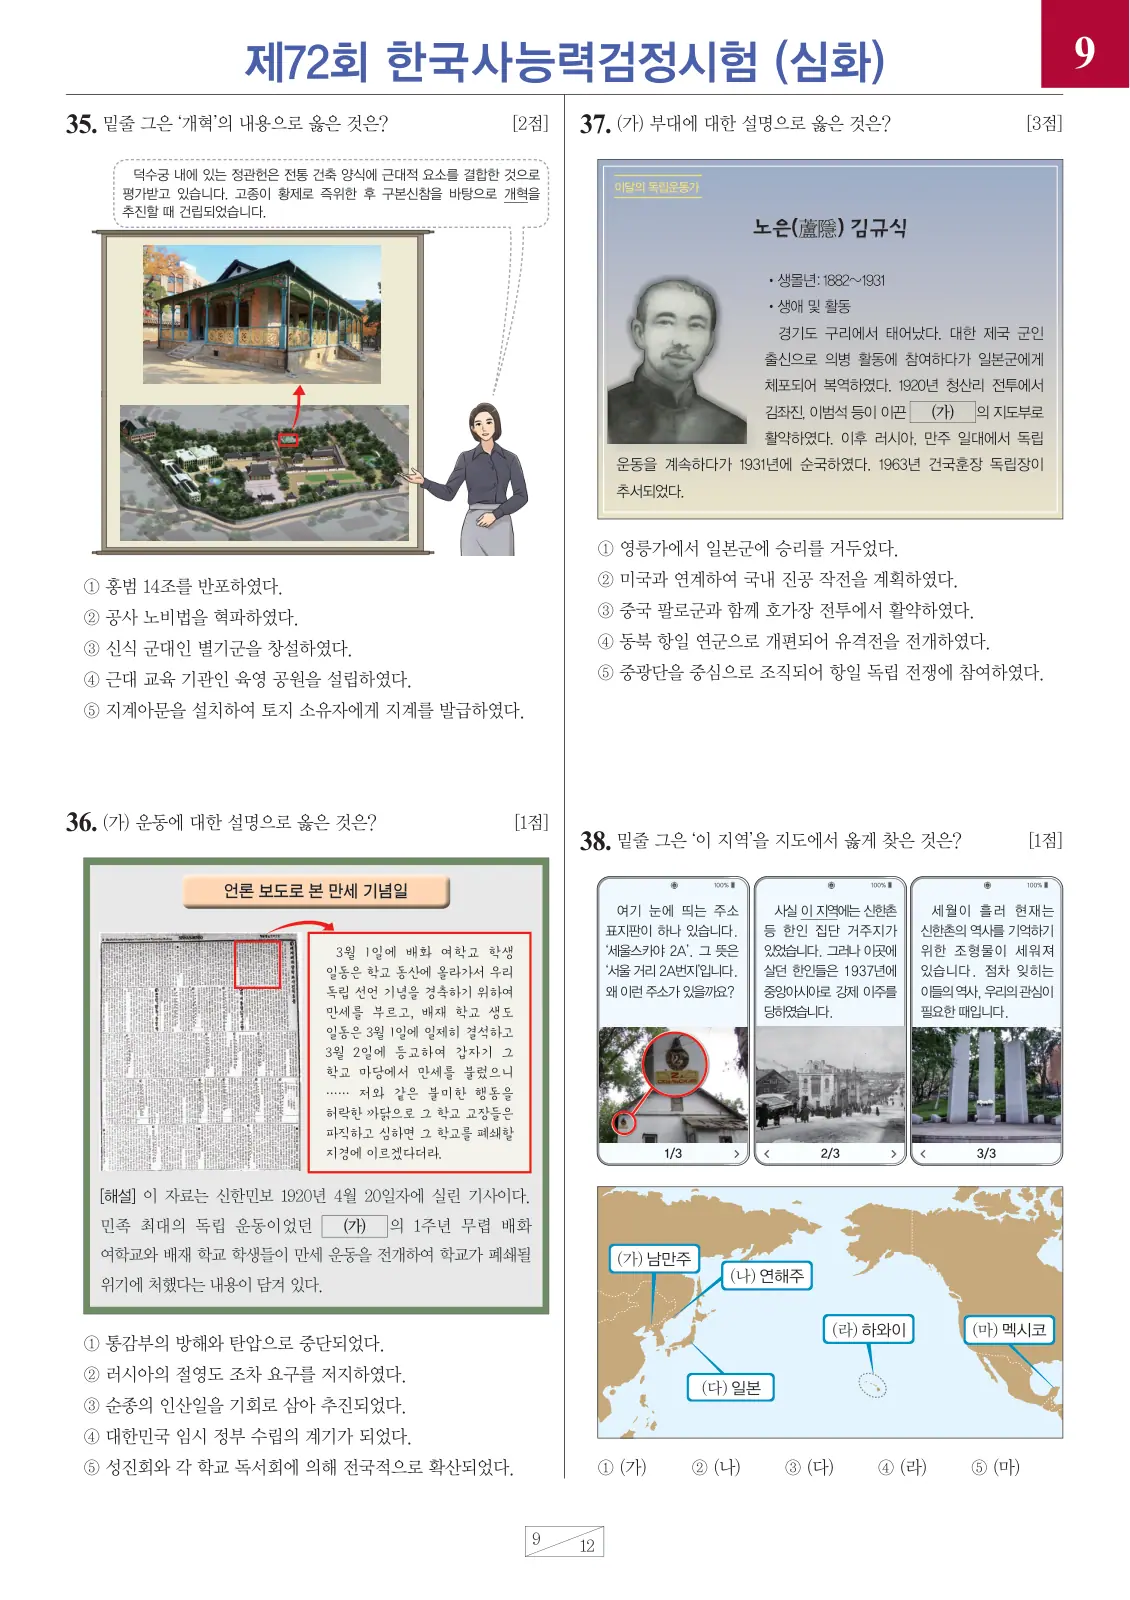 제72회 한국사능력검정시험 (심화)
9
35. 밑줄 그은 ‘개혁’의 내용으로 옳은 것은? [2점]
덕수궁 내에 있는 정관헌은 전통 건축 양식에 근대적 요소를 결합한 것으로
평가받고 있습니다. 고종이 황제로 즉위한 후 구본신참을 바탕으로 개혁을
추진할 때 건립되었습니다.
① 홍범 14조를 반포하였다.
② 공사 노비법을 혁파하였다.
③ 신식 군대인 별기군을 창설하였다.
④ 근대 교육 기관인 육영 공원을 설립하였다.
⑤ 지계아문을 설치하여 토지 소유자에게 지계를 발급하였다.
36. (가) 운동에 대한 설명으로 옳은 것은? [1점]
언론 보도로 본 만세 기념일
3월 1일에 배화 여학교 학생
일동은 학교 동산에 올라가서 우리
독립 선언 기념을 경축하기 위하여
만세를 부르고, 배재 학교 생도
일동은 3월 1일에 일제히 결석하고
3월 2일에 등교하여 갑자기 그
학교 마당에서 만세를 불렀으니
…… 저와 같은 불미한 행동을
허락한 까닭으로 그 학교 교장들은
파직하고 심하면 그 학교를 폐쇄할
지경에 이르겠다더라.
[해설] 이 자료는 신한민보 1920년 4월 20일자에 실린 기사이다.
민족 최대의 독립 운동이었던 (가) 의 1주년 무렵 배화
여학교와 배재 학교 학생들이 만세 운동을 전개하여 학교가 폐쇄될
위기에 처했다는 내용이 담겨 있다.
① 통감부의 방해와 탄압으로 중단되었다.
② 러시아의 절영도 조차 요구를 저지하였다.
③ 순종의 인산일을 기회로 삼아 추진되었다.
④ 대한민국 임시 정부 수립의 계기가 되었다.
⑤ 성진회와 각 학교 독서회에 의해 전국적으로 확산되었다.
37. (가) 부대에 대한 설명으로 옳은 것은? [3점]
이달의 독립운동가
노은(蘆隱) 김규식
• 생몰년: 1882～1931
• 생애 및 활동
경기도 구리에서 태어났다. 대한 제국 군인
출신으로 의병 활동에 참여하다가 일본군에게
체포되어 복역하였다. 1920년 청산리 전투에서
김좌진, 이범석 등이 이끈 (가) 의 지도부로
활약하였다. 이후 러시아, 만주 일대에서 독립
운동을 계속하다가 1931년에 순국하였다. 1963년 건국훈장 독립장이
추서되었다.
① 영릉가에서 일본군에 승리를 거두었다.
② 미국과 연계하여 국내 진공 작전을 계획하였다.
③ 중국 팔로군과 함께 호가장 전투에서 활약하였다.
④ 동북 항일 연군으로 개편되어 유격전을 전개하였다.
⑤ 중광단을 중심으로 조직되어 항일 독립 전쟁에 참여하였다.
38. 밑줄 그은 ‘이 지역’을 지도에서 옳게 찾은 것은? [1점]
100%
여기 눈에 띄는 주소
표지판이 하나 있습니다.
‘세울스카야 2A’. 그 뜻은
‘서울 거리 2A번지’입니다.
왜 이런 주소가 있을까요?
1/3 >
100%
사실 이 지역에는 신한촌
등 한인 집단 거주지가
있었습니다. 그러나 이곳에
살던 한인들은 1937년에
중앙아시아로 강제 이주를
당하였습니다.
< 2/3 >
100%
세월이 흘러 현재는
신한촌의 역사를 기억하기
위한 조형물이 세워져
있습니다. 점차 잊히는
이들의 역사, 우리의 관심이
필요한 때입니다.
< 3/3
(가) 남만주
(나) 연해주
(라) 하와이
(마) 멕시코
(다) 일본
① (가) ② (나) ③ (다) ④ (라) ⑤ (마)
9
12